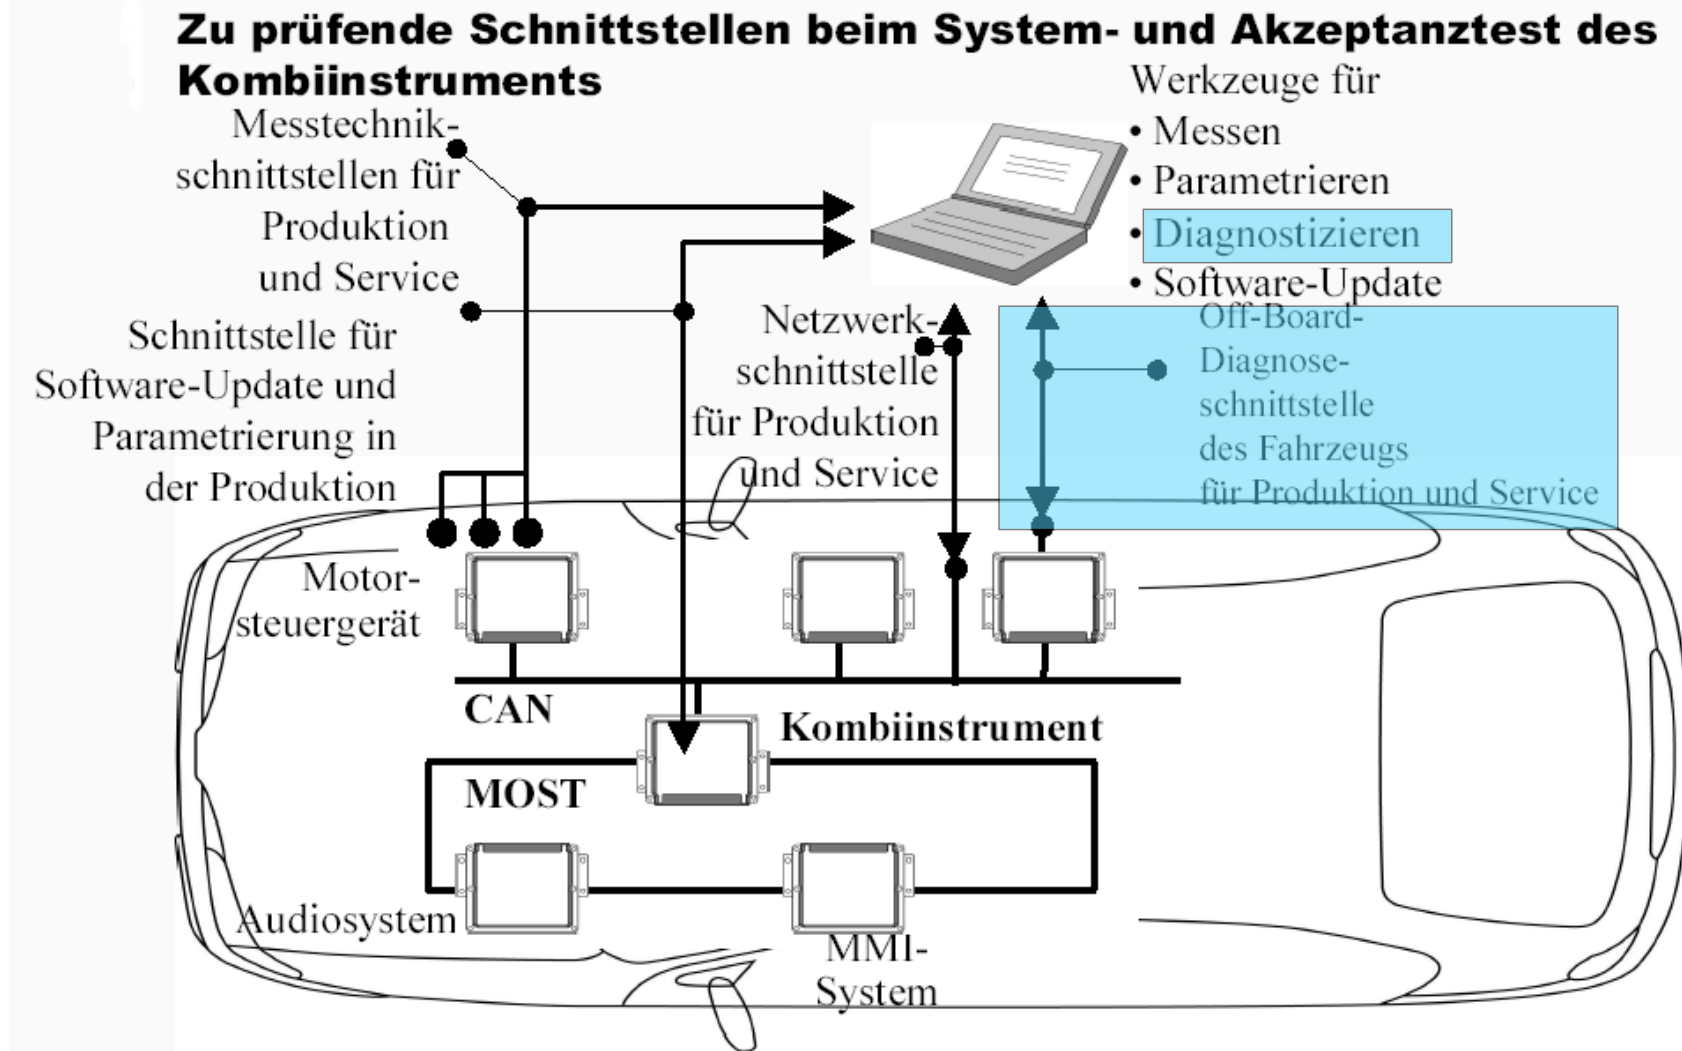 Zu prüfende Schnittstellen beim System- und Akzeptanztest des
Kombiinstruments
Werkzeuge für
• Messen
• Parametrieren
• Diagnostizieren
• Software-Update
Messtechnik-
schnittstellen für
Produktion
und Service
Schnittstelle für
Software-Update und
Parametrierung in
der Produktion
Netzwerk-
schnittstelle
für Produktion
und Service
Off-Board-
Diagnose-
schnittstelle
des Fahrzeugs
für Produktion und Service
Motor-
steuergerät
CAN
Kombiinstrument
MOST
Audiosystem
MMI-
System